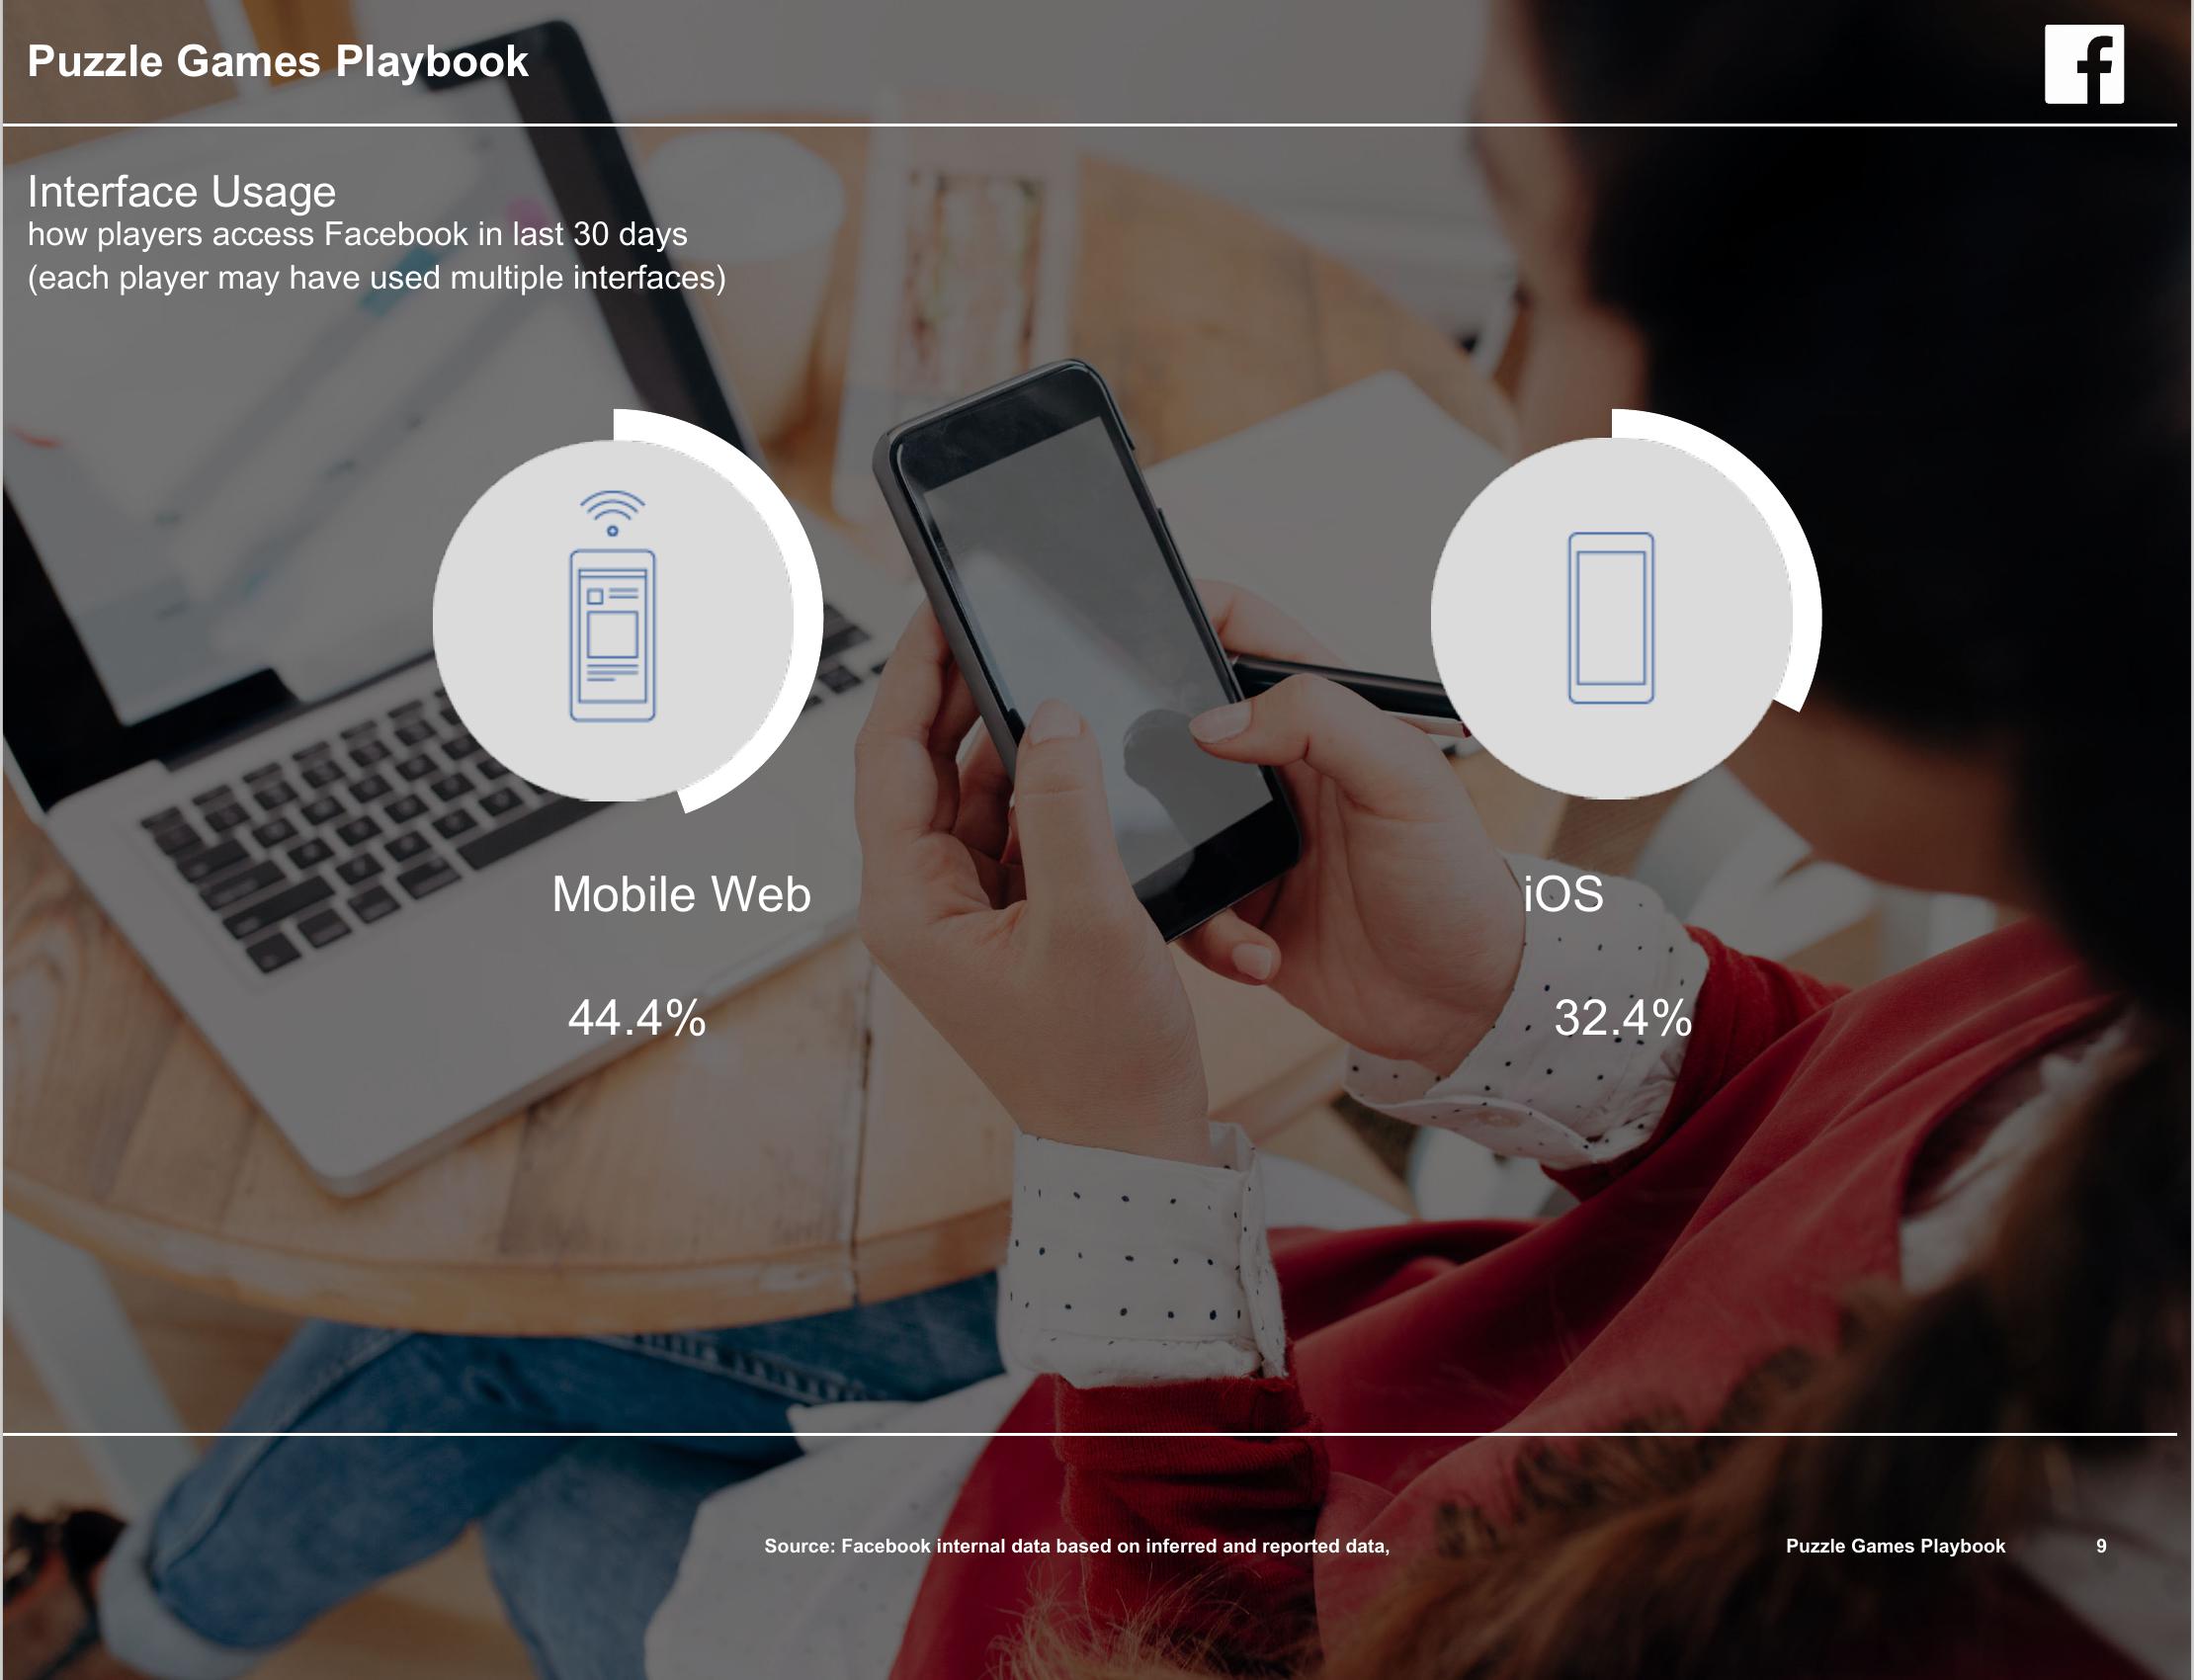 Puzzle Games Playbook
Interface Usage
how players access Facebook in last 30 days
(each player may have used multiple interfaces)
Mobile Web
iOS
44.4%
32.4%
Source: Facebook internal data based on inferred and reported data,
Puzzle Games Playbook 9